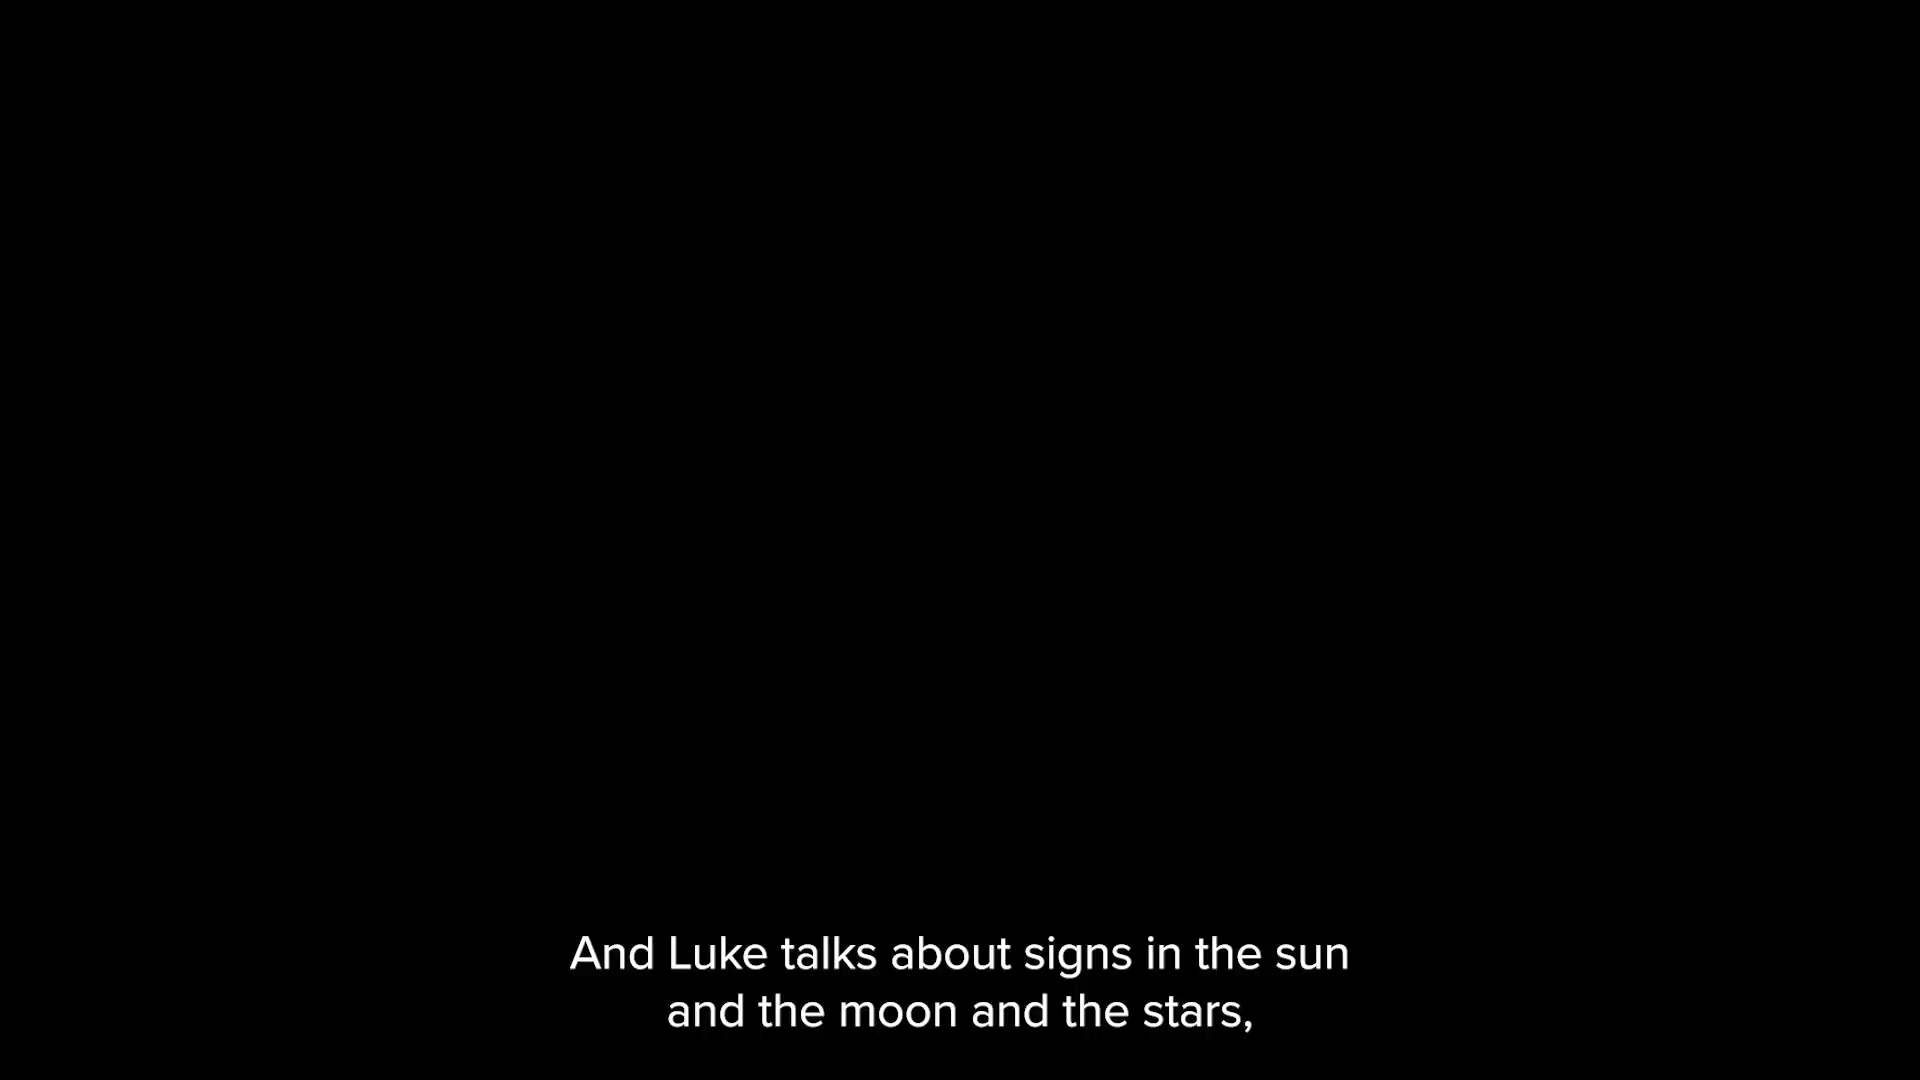 And Luke talks about signs in the sun
and the moon and the stars,